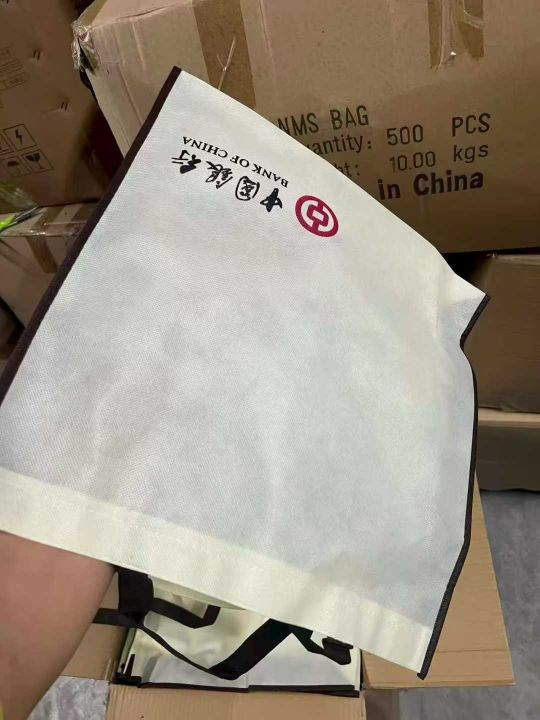 中国银行
BANK OF CHINA
NMS BAG
antity: 500 PCS
t: 10.00 kgs
in China